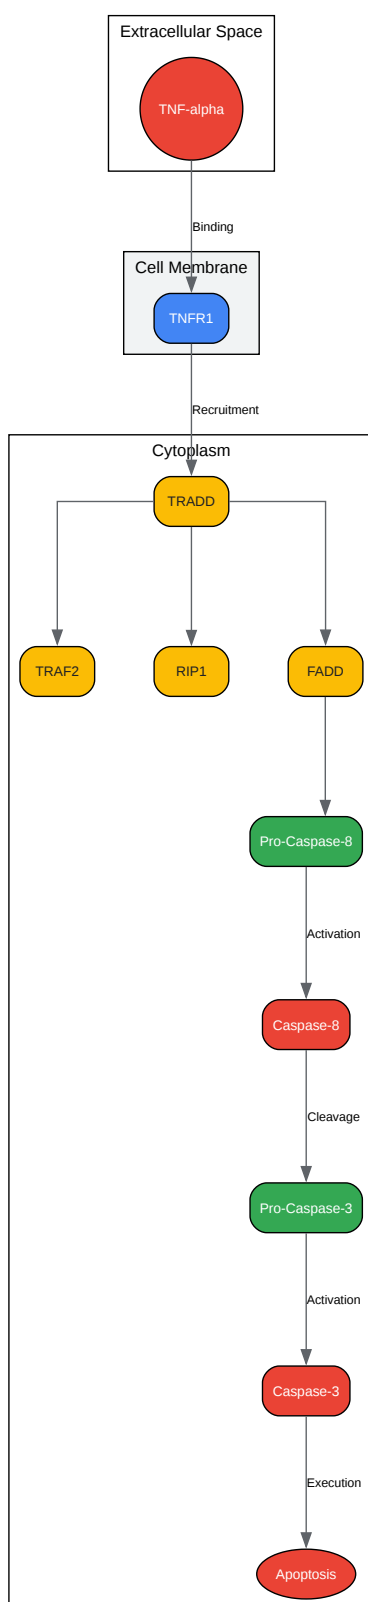 Extracellular Space
TNF-alpha
Binding
Cell Membrane
TNFR1
Recruitment
Cytoplasm
TRADD
TRAF2
RIP1
FADD
Pro-Caspase-8
Activation
Caspase-8
Cleavage
Pro-Caspase-3
Activation
Caspase-3
Execution
Apoptosis